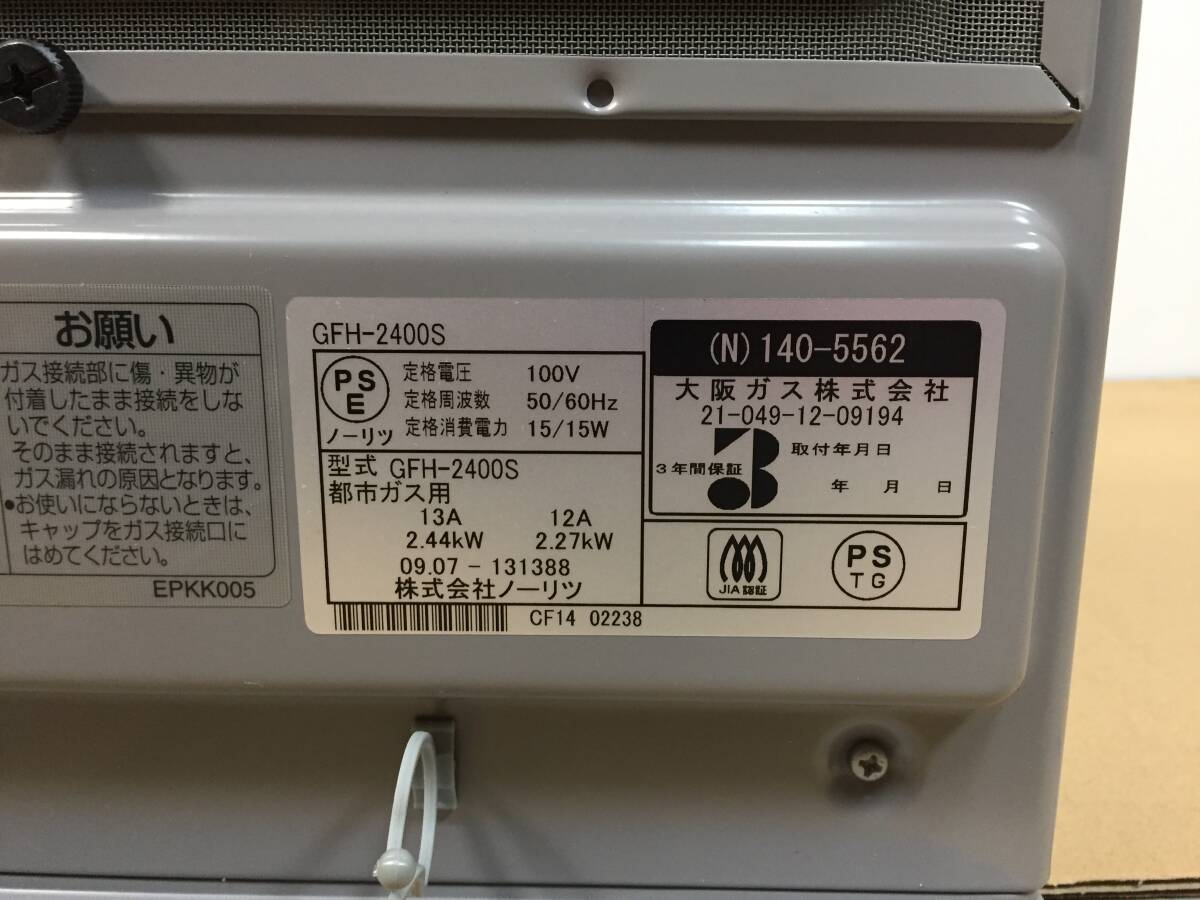 お願い
ガス接続部に傷・異物が
付着したまま接続をしな
いでください。
そのまま接続されますと、
ガス漏れの原因となります。
•お使いにならないときは、
キャップをガス接続口に
はめてください。
EPKK005
GFH-2400S
PS
E
ノーリツ
定格電圧 100V
定格周波数 50/60Hz
定格消費電力 15/15W
型式 GFH-2400S
都市ガス用
13A 12A
2.44kW 2.27kW
09.07 - 131388
株式会社ノーリツ
CF14 02238
(N) 140-5562
大阪ガス株式会社
21-049-12-09194
3年間保証
3
取付年月日
年 月 日
JIA認証
PS
TG